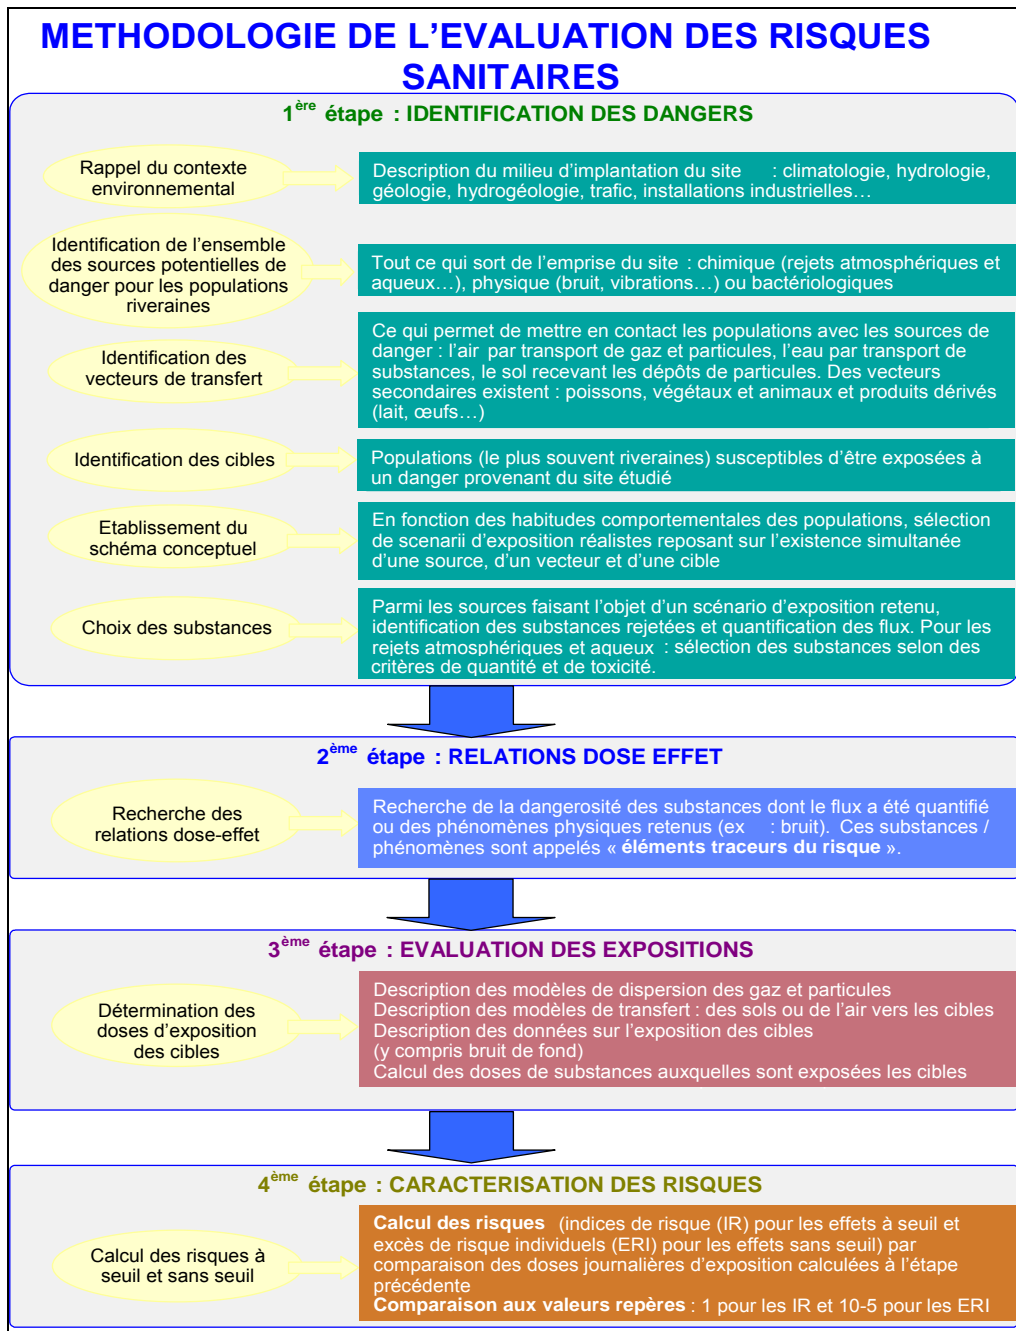 METHODOLOGIE DE L'EVALUATION DES RISQUES
SANITAIRES
1ère étape : IDENTIFICATION DES DANGERS
Rappel du contexte
environnemental
Description du milieu d'implantation du site : climatologie, hydrologie,
géologie, hydrogéologie, trafic, installations industrielles…
Identification de l'ensemble
des sources potentielles de
danger pour les populations
riveraines
Tout ce qui sort de l'emprise du site : chimique (rejets atmosphériques et
aqueux…), physique (bruit, vibrations…) ou bactériologiques
Identification des
vecteurs de transfert
Ce qui permet de mettre en contact les populations avec les sources de
danger : l'air par transport de gaz et particules, l'eau par transport de
substances, le sol recevant les dépôts de particules. Des vecteurs
secondaires existent : poissons, végétaux et animaux et produits dérivés
(lait, œufs…)
Identification des cibles
Populations (le plus souvent riveraines) susceptibles d'être exposées à
un danger provenant du site étudié
Etablissement du
schéma conceptuel
En fonction des habitudes comportementales des populations, sélection
de scenarii d'exposition réalistes reposant sur l'existence simultanée
d'une source, d'un vecteur et d'une cible
Choix des substances
Parmi les sources faisant l'objet d'un scénario d'exposition retenu,
identification des substances rejetées et quantification des flux. Pour les
rejets atmosphériques et aqueux : sélection des substances selon des
critères de quantité et de toxicité.
2ème étape : RELATIONS DOSE EFFET
Recherche des
relations dose-effet
Recherche de la dangerosité des substances dont le flux a été quantifié
ou des phénomènes physiques retenus (ex : bruit). Ces substances /
phénomènes sont appelés « éléments traceurs du risque ».
3ème étape : EVALUATION DES EXPOSITIONS
Détermination des
doses d'exposition
des cibles
Description des modèles de dispersion des gaz et particules
Description des modèles de transfert : des sols ou de l'air vers les cibles
Description des données sur l'exposition des cibles
(y compris bruit de fond)
Calcul des doses de substances auxquelles sont exposées les cibles
4ème étape : CARACTERISATION DES RISQUES
Calcul des risques à
seuil et sans seuil
Calcul des risques (indices de risque (IR) pour les effets à seuil et
excès de risque individuels (ERI) pour les effets sans seuil) par
comparaison des doses journalières d'exposition calculées à l'étape
précédente
Comparaison aux valeurs repères : 1 pour les IR et 10-5 pour les ERI